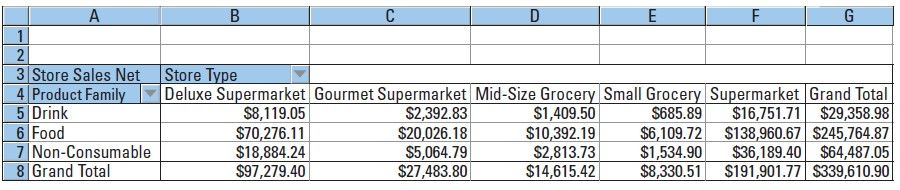 A B C D E F G
1
2
3 Store Sales Net Store Type
4 Product Family Deluxe Supermarket Gourmet Supermarket Mid-Size Grocery Small Grocery Supermarket Grand Total
5 Drink $8,119.05 $2,392.83 $1,409.50 $685.89 $16,751.71 $29,358.98
6 Food $70,276.11 $20,026.18 $10,392.19 $6,109.72 $138,960.67 $245,764.87
7 Non-Consumable $18,884.24 $5,064.79 $2,813.73 $1,534.90 $36,189.40 $64,487.05
8 Grand Total $97,279.40 $27,483.80 $14,615.42 $8,330.51 $191,901.77 $339,610.90